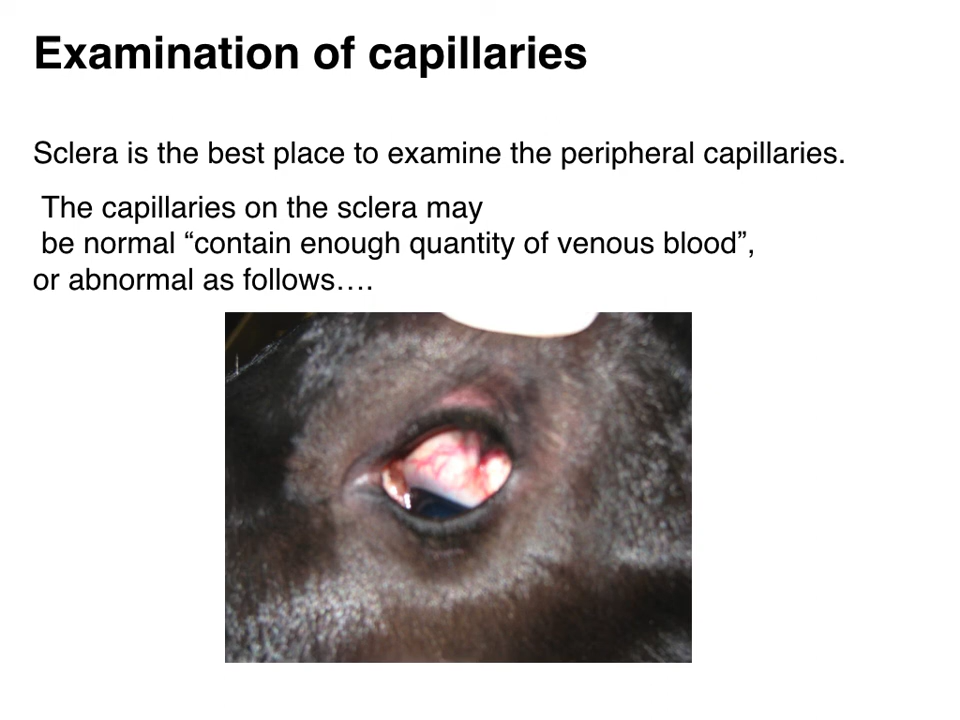 Examination of capillaries
Sclera is the best place to examine the peripheral capillaries.
The capillaries on the sclera may
be normal “contain enough quantity of venous blood”,
or abnormal as follows….